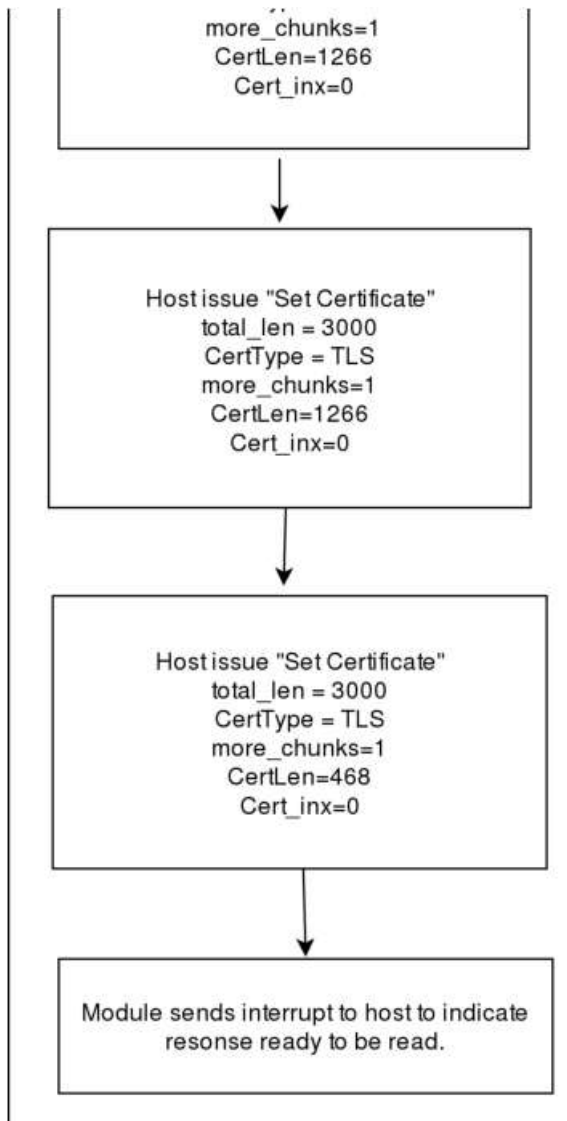 more_chunks=1
CertLen=1266
Cert_inx=0
Host issue "Set Certificate"
total_len = 3000
CertType = TLS
more_chunks=1
CertLen=1266
Cert_inx=0
Host issue "Set Certificate"
total_len = 3000
CertType = TLS
more_chunks=1
CertLen=468
Cert_inx=0
Module sends interrupt to host to indicate
resonse ready to be read.